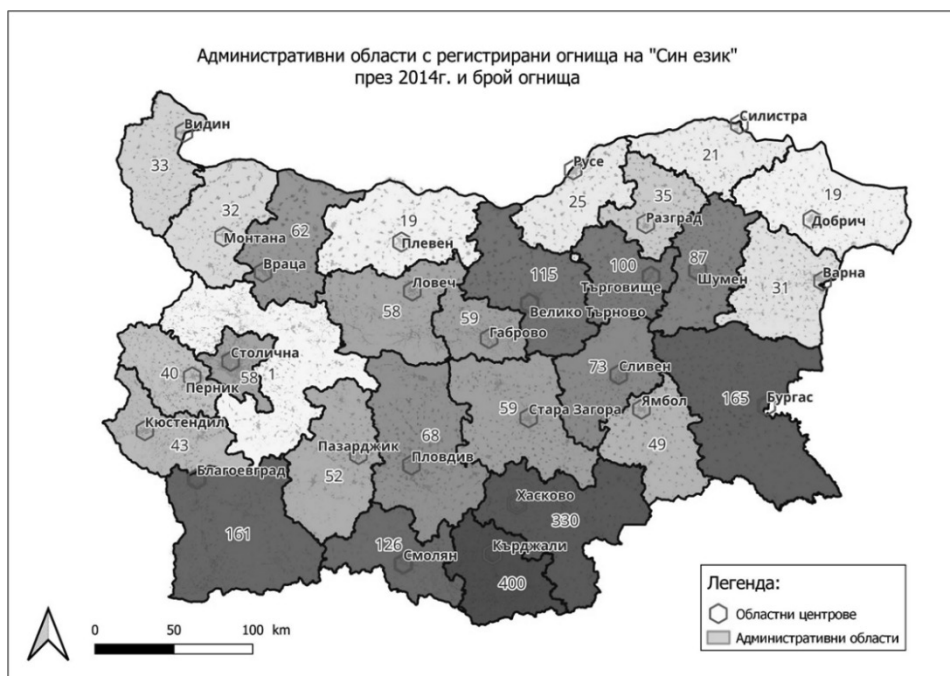 Административни области с регистрирани огнища на "Син език"
през 2014г. и брой огнища
Силистра
Видин
21
Русе
33
19
35
25
32
Разград
Добрич
19
62
Монтана
Плевен
87
100
115
Враца
Шумен
Варна
Търговище
31
Ловеч
58
Велико Търново
59
Габрово
Столична
40
58
1
73
Сливен
Перник
165
Ямбол
Бургас
59
Стара Загора
Кюстендил
43
68
Пазарджик
49
Благоевград
52
Пловдив
Хасково
330
161
126
Кърджали
Смолян
400
Легенда:
Областни центрове
Административни области
0 50 100 km